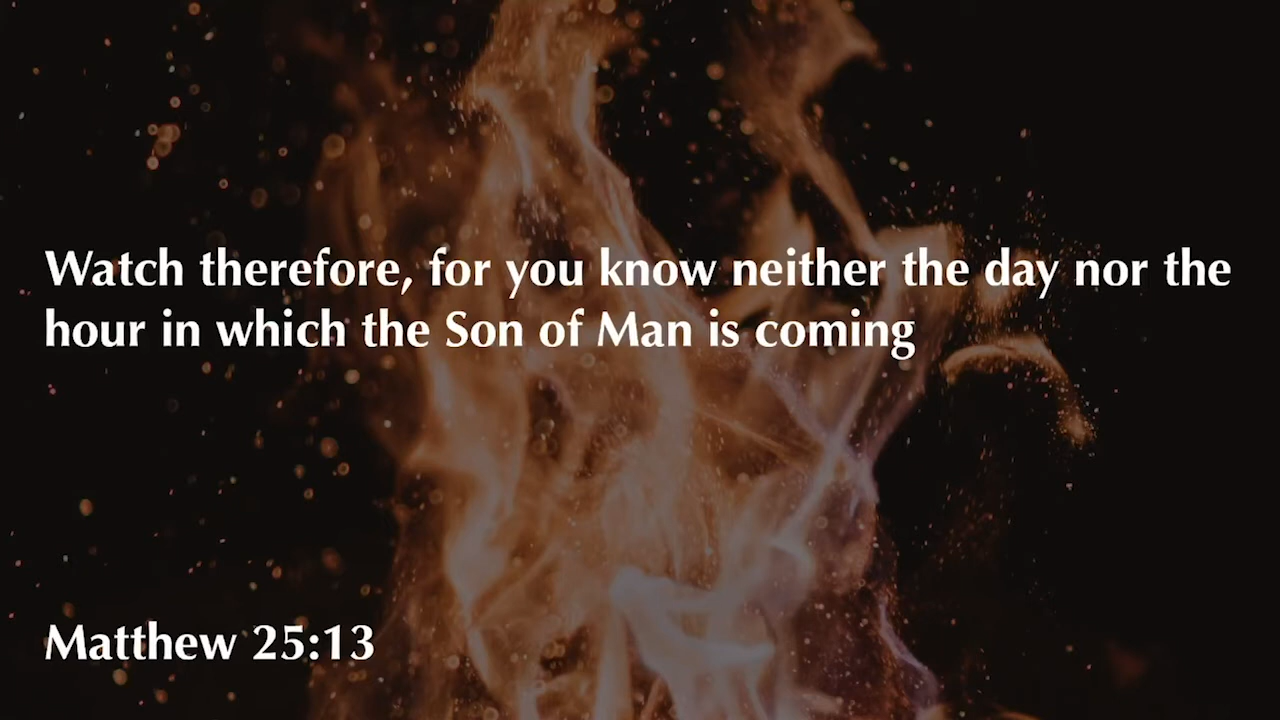 Watch therefore, for you know neither the day nor the
hour in which the Son of Man is coming
Matthew 25:13